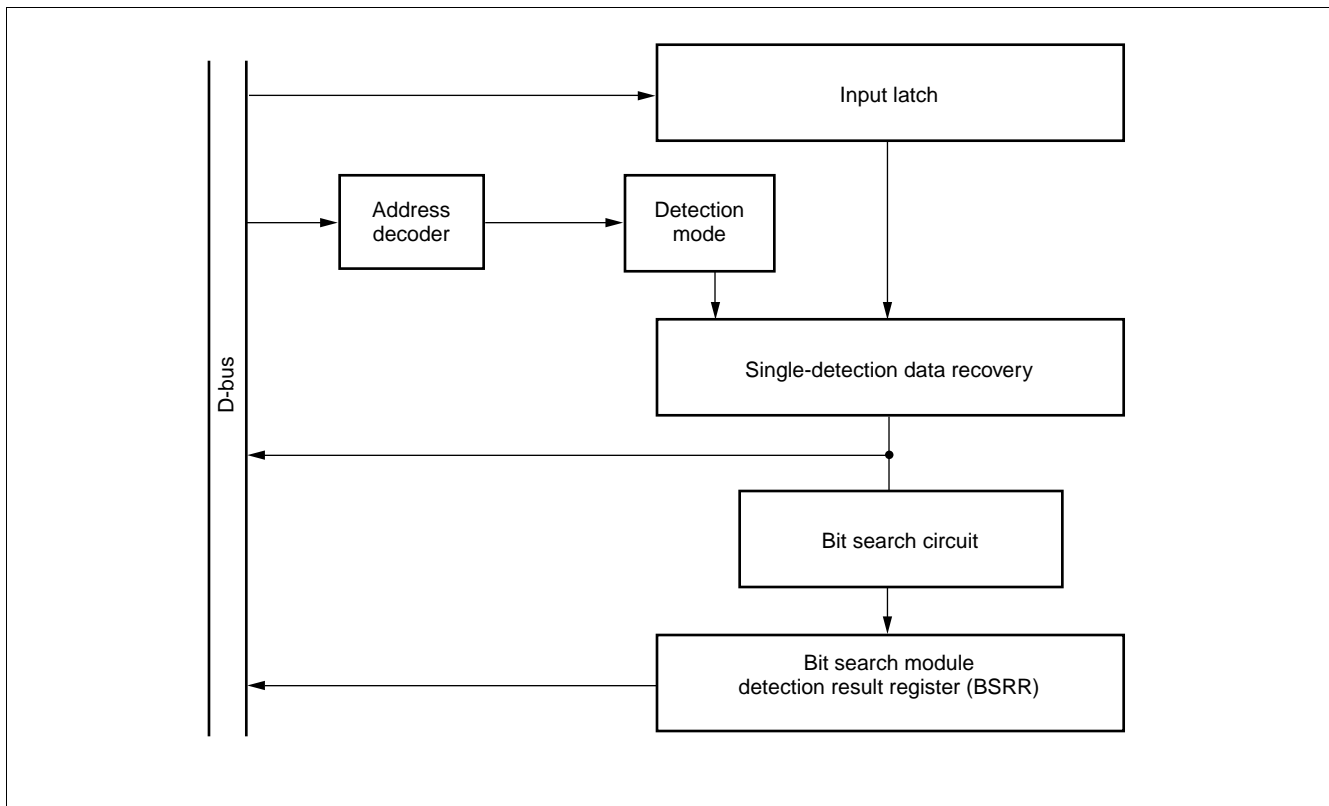 Input latch
Address
decoder
Detection
mode
D-bus
Single-detection data recovery
Bit search circuit
Bit search module
detection result register (BSRR)